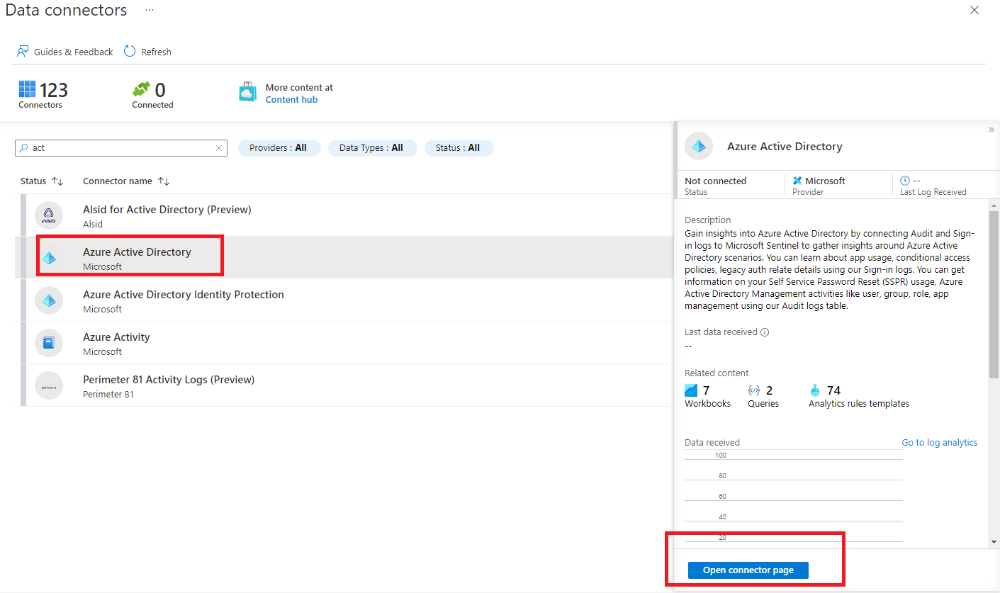 Data connectors ...
Guides & Feedback Refresh
123
Connectors
0
Connected
More content at
Content hub
act
Providers : All
Data Types : All
Status : All
Status
Connector name
ALSID
Alsid for Active Directory (Preview)
Alsid
Azure Active Directory
Microsoft
Azure Active Directory Identity Protection
Microsoft
Azure Activity
Microsoft
Perimeter 81 Activity Logs (Preview)
Perimeter 81
Azure Active Directory
Not connected
Status
Microsoft
Provider
--
Last Log Received
Description
Gain insights into Azure Active Directory by connecting Audit and Sign-
in logs to Microsoft Sentinel to gather insights around Azure Active
Directory scenarios. You can learn about app usage, conditional access
policies, legacy auth relate details using our Sign-in logs. You can get
information on your Self Service Password Reset (SSPR) usage, Azure
Active Directory Management activities like user, group, role, app
management using our Audit logs table.
Last data received
--
Related content
7
Workbooks
2
Queries
74
Analytics rules templates
Data received
Go to log analytics
100
80
60
40
20
Open connector page